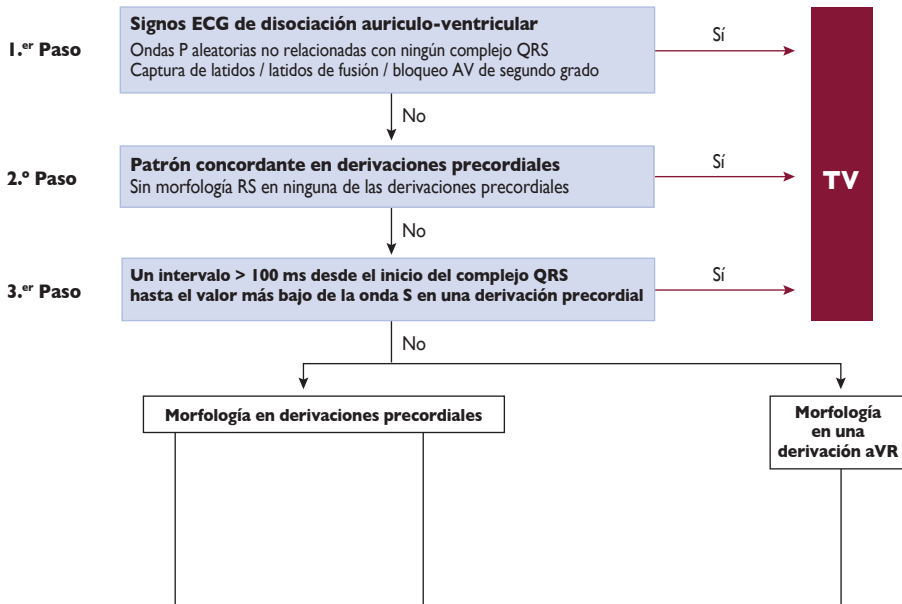 Signos ECG de disociación auriculo-ventricular
1.er Paso
Ondas P aleatorias no relacionadas con ningún complejo QRS
Captura de latidos / latidos de fusión / bloqueo AV de segundo grado
Sí
No
Patrón concordante en derivaciones precordiales
2.º Paso
Sin morfología RS en ninguna de las derivaciones precordiales
Sí
TV
No
Un intervalo > 100 ms desde el inicio del complejo QRS
3.er Paso
hasta el valor más bajo de la onda S en una derivación precordial
Sí
No
Morfología en derivaciones precordiales
Morfología
en una
derivación aVR